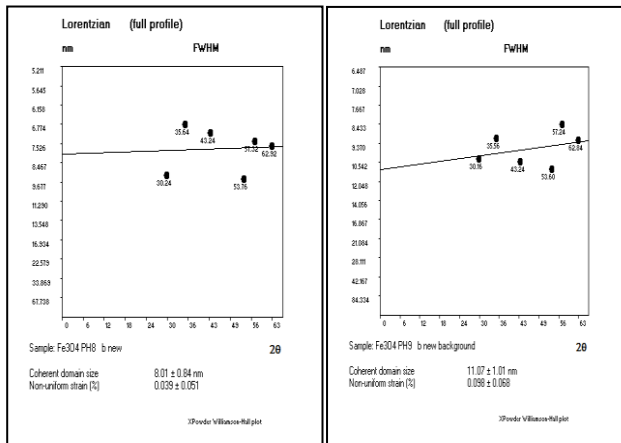 Lorentzian (full profile)
nm FWHM
5.211
5.645
6.158
6.774
7.526
8.467
9.677
11.290
13.548
16.934
22.579
33.869
67.738
35.64
43.24
57.32
62.92
30.24
53.76
0 6 12 18 24 30 36 42 49 55 63
Sample: Fe3O4 PH8 b new 2θ
Coherent domain size 8.01 ± 0.84 nm
Non-uniform strain (%) 0.039 ± 0.051
XPowder Williamson-Hall plot
Lorentzian (full profile)
nm FWHM
6.487
7.028
7.667
8.433
9.370
10.542
12.048
14.056
16.867
21.084
28.111
42.167
84.334
57.24
35.56
62.84
30.16
43.24
53.60
0 6 12 18 24 30 36 42 49 56 63
Sample: Fe3O4 PH9 b new background 2θ
Coherent domain size 11.07 ± 1.01 nm
Non-uniform strain (%) 0.098 ± 0.068
XPowder Williamson-Hall plot